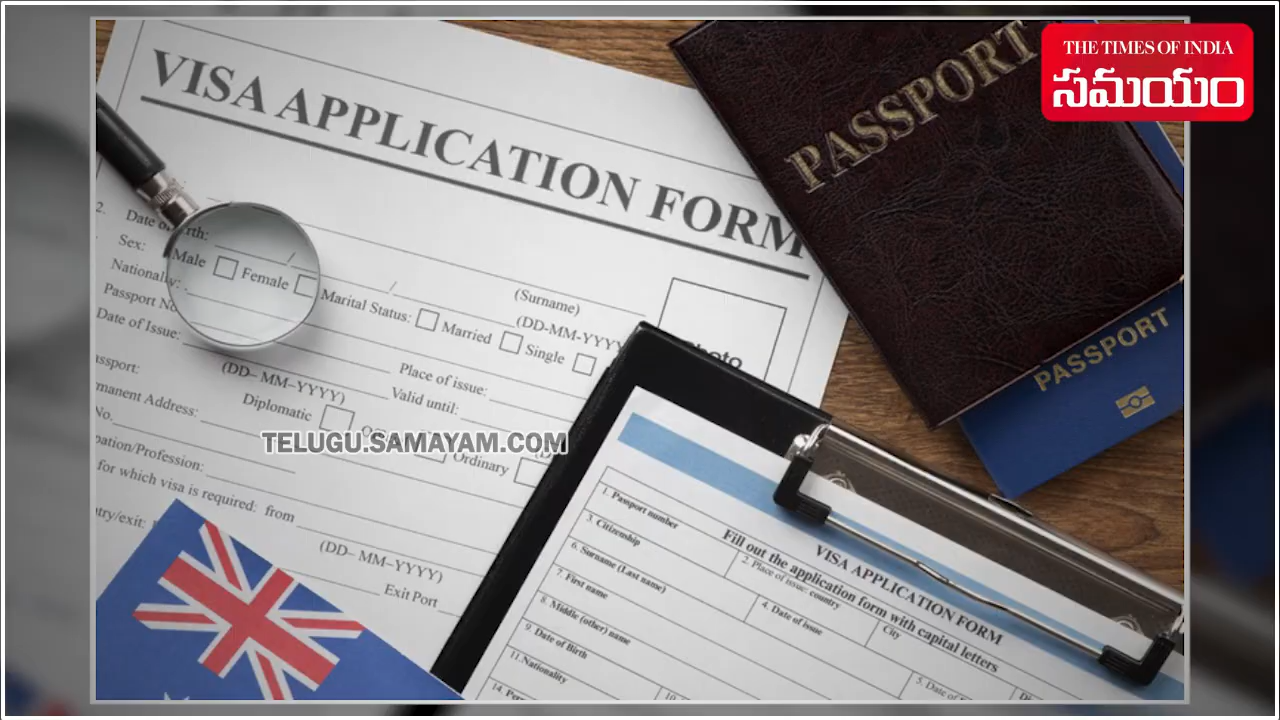 THE TIMES OF INDIA
సమయం
VISA APPLICATION FORM
PASSPORT
PASSPORT
2. Date of
rth:
Sex:
Male
Female
Nationality:
Marital Status:
Married
Single
(Surname)
(DD-MM-YYYY
Passport No
Date of Issue:
Place of issue:
(DD– MM–YYYY)
Valid until:
Diplomatic
Ordinary
TELUGU.SAMAYAM.COM
for which visa is required: from
(DD– MM–YYYY)
Exit Port
VISA APPLICATION FORM
Fill out the application form with capital letters
1. Passport number
2. Place of issue: country
City
3. Citizenship
4. Date of issue
6. Surname (Last name)
7. First name
8. Middle (other) name
9. Date of Birth
11.Nationality